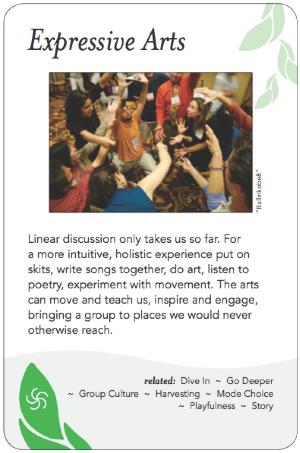 Expressive Arts
"Ballinkobe8"
Linear discussion only takes us so far. For
a more intuitive, holistic experience put on
skits, write songs together, do art, listen to
poetry, experiment with movement. The arts
can move and teach us, inspire and engage,
bringing a group to places we would never
otherwise reach.
related: Dive In ~ Go Deeper
~ Group Culture ~ Harvesting ~ Mode Choice
~ Playfulness ~ Story